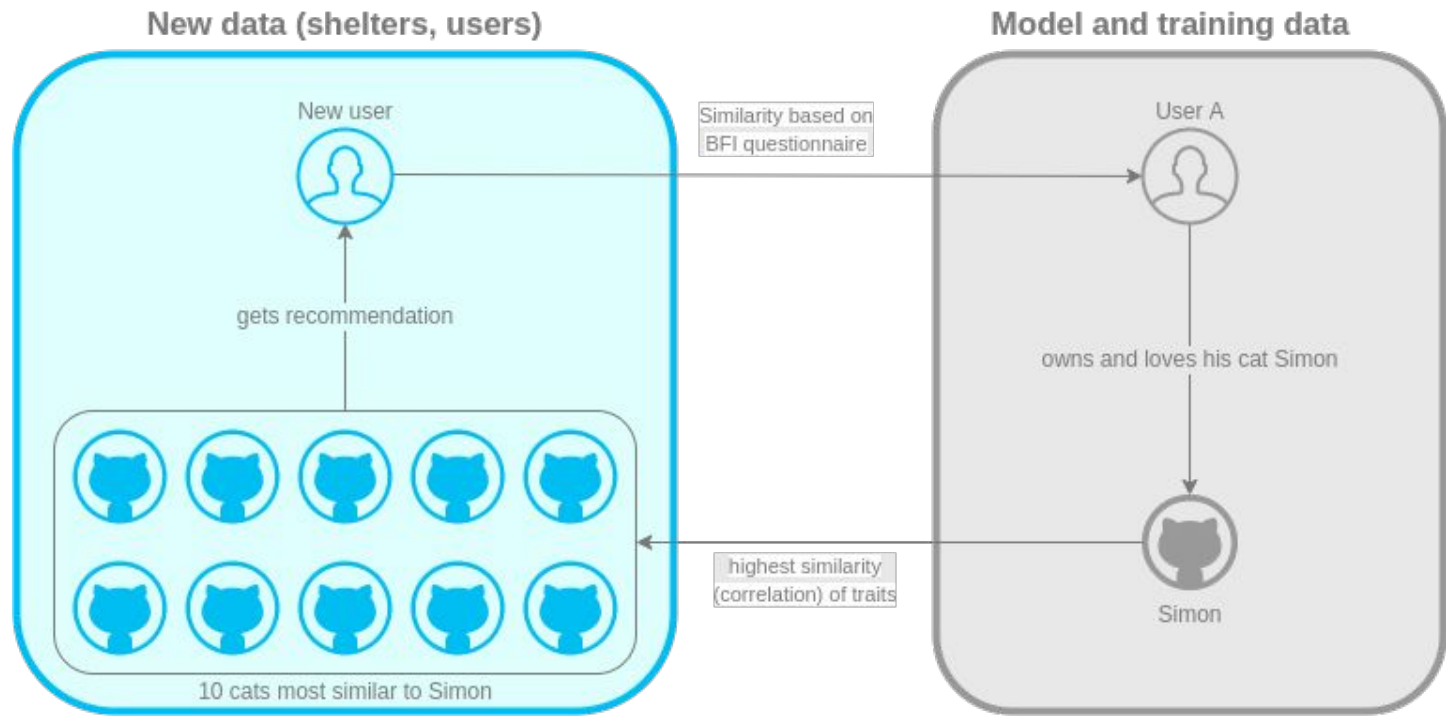 New data (shelters, users)
Model and training data
New user
Similarity based on
BFI questionnaire
User A
gets recommendation
owns and loves his cat Simon
highest similarity
(correlation) of traits
Simon
10 cats most similar to Simon